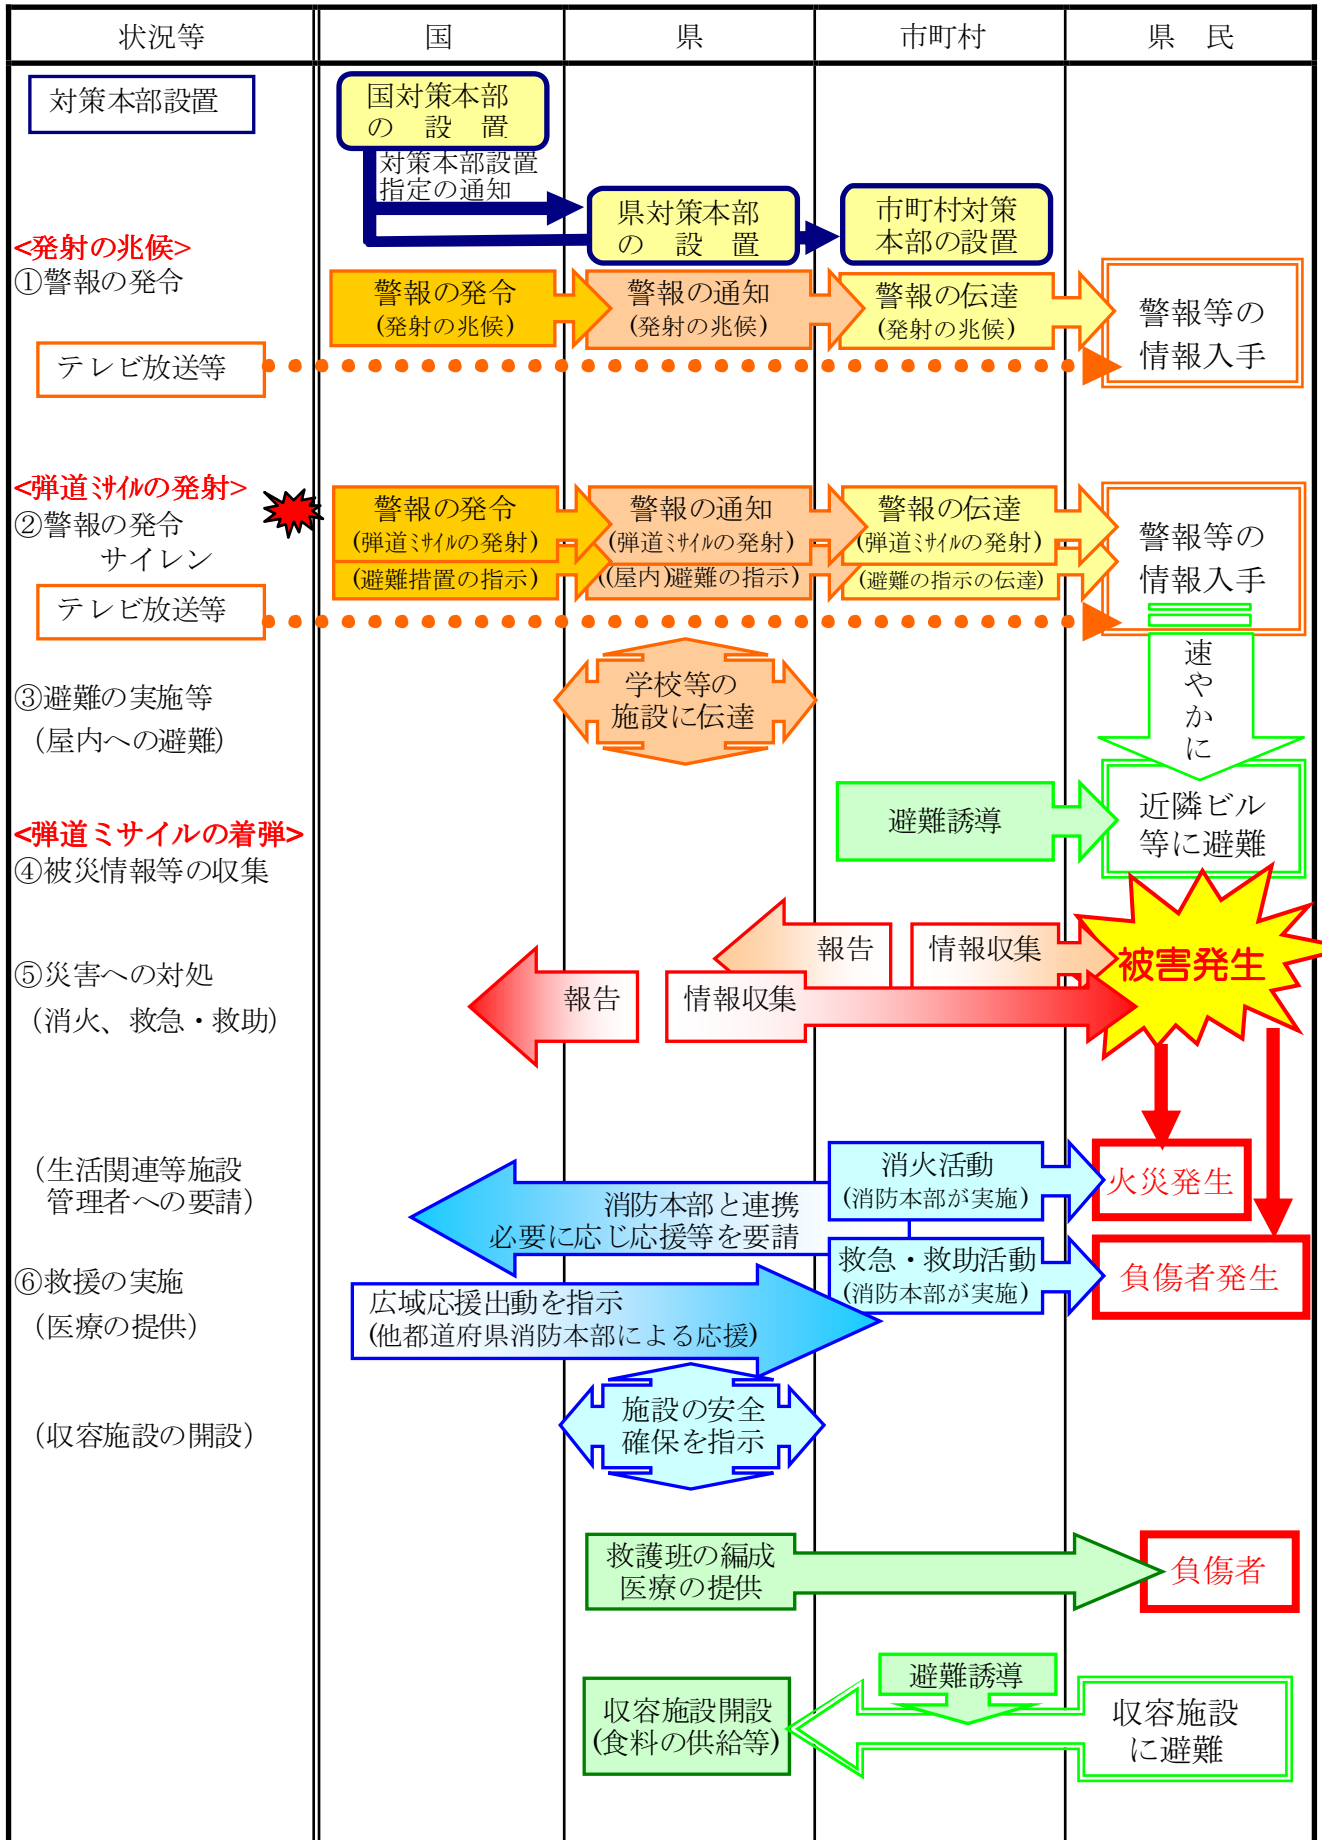 状況等
国
県
市町村
県　民
対策本部設置
国対策本部
の　設　置
対策本部設置
指定の通知
県対策本部
の　設　置
市町村対策
本部の設置
<発射の兆候>
①警報の発令
警報の発令
(発射の兆候)
警報の通知
(発射の兆候)
警報の伝達
(発射の兆候)
警報等の
情報入手
テレビ放送等
<弾道ﾐｻｲﾙの発射>
②警報の発令
サイレン
警報の発令
(弾道ﾐｻｲﾙの発射)
(避難措置の指示)
警報の通知
(弾道ﾐｻｲﾙの発射)
((屋内)避難の指示)
警報の伝達
(弾道ﾐｻｲﾙの発射)
(避難の指示の伝達)
警報等の
情報入手
テレビ放送等
速やかに
③避難の実施等
（屋内への避難）
学校等の
施設に伝達
避難誘導
近隣ビル
等に避難
<弾道ミサイルの着弾>
④被災情報等の収集
報告
情報収集
被害発生
⑤災害への対処
（消火、救急・救助）
報告
情報収集
（生活関連等施設
管理者への要請）
消防本部と連携
必要に応じ応援等を要請
消火活動
(消防本部が実施)
火災発生
救急・救助活動
(消防本部が実施)
負傷者発生
⑥救援の実施
（医療の提供）
広域応援出動を指示
(他都道府県消防本部による応援)
施設の安全
確保を指示
（収容施設の開設）
救護班の編成
医療の提供
負傷者
避難誘導
収容施設開設
(食料の供給等)
収容施設
に避難